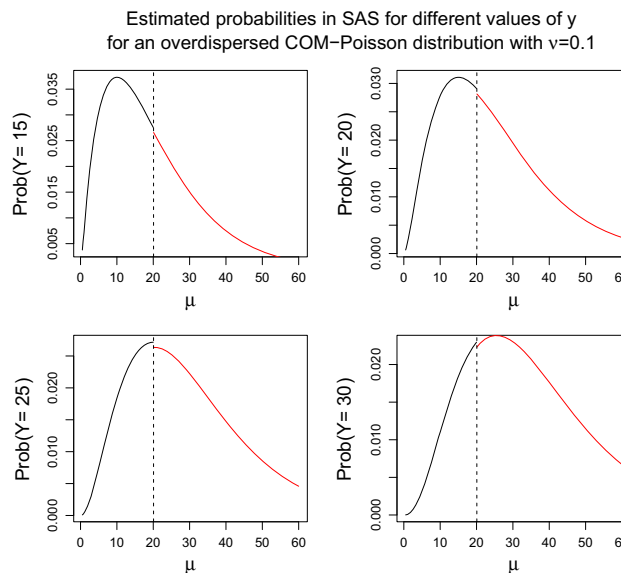 Estimated probabilities in SAS for different values of y
for an overdispersed COM−Poisson distribution with ν=0.1
Prob(Y= 15)
0.005 0.015 0.025 0.035
0 10 20 30 40 50 60
μ
Prob(Y= 20)
0.000 0.010 0.020 0.030
0 10 20 30 40 50 60
μ
Prob(Y= 25)
0.000 0.010 0.020
0 10 20 30 40 50 60
μ
Prob(Y= 30)
0.000 0.010 0.020
0 10 20 30 40 50 60
μ